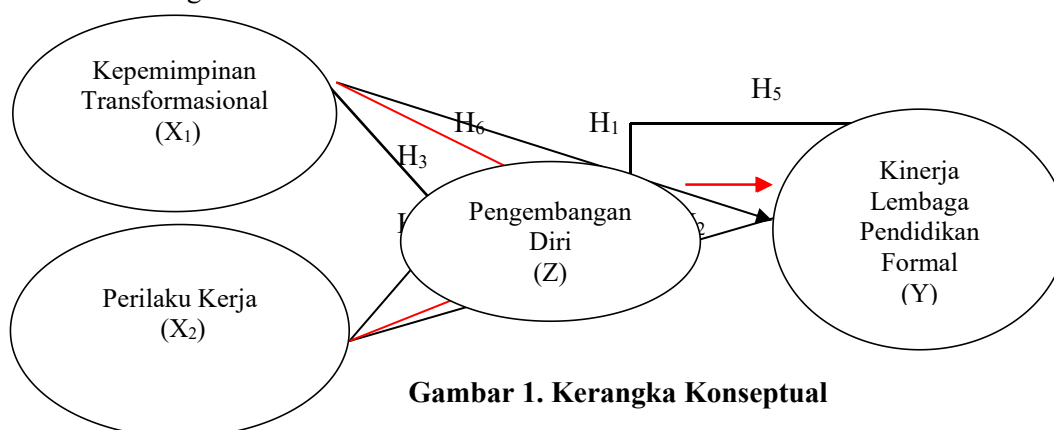 Kepemimpinan
Transformasional
(X₁)
H₅
H₆
H₁
H₃
Kinerja
Lembaga
Pendidikan
Formal
(Y)
Pengembangan
Diri
(Z)
Perilaku Kerja
(X₂)
Gambar 1. Kerangka Konseptual